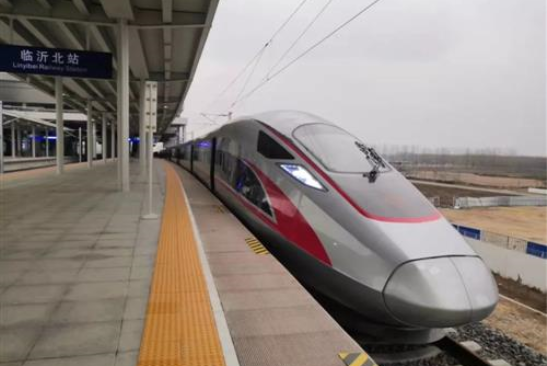 临沂北站
Linyibei Railway Station